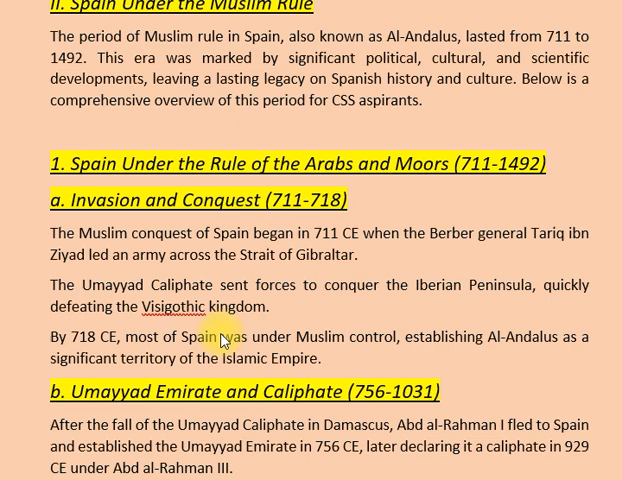 II. Spain Under the Muslim Rule
The period of Muslim rule in Spain, also known as Al-Andalus, lasted from 711 to
1492. This era was marked by significant political, cultural, and scientific
developments, leaving a lasting legacy on Spanish history and culture. Below is a
comprehensive overview of this period for CSS aspirants.
1. Spain Under the Rule of the Arabs and Moors (711-1492)
a. Invasion and Conquest (711-718)
The Muslim conquest of Spain began in 711 CE when the Berber general Tariq ibn
Ziyad led an army across the Strait of Gibraltar.
The Umayyad Caliphate sent forces to conquer the Iberian Peninsula, quickly
defeating the Visigothic kingdom.
By 718 CE, most of Spain was under Muslim control, establishing Al-Andalus as a
significant territory of the Islamic Empire.
b. Umayyad Emirate and Caliphate (756-1031)
After the fall of the Umayyad Caliphate in Damascus, Abd al-Rahman I fled to Spain
and established the Umayyad Emirate in 756 CE, later declaring it a caliphate in 929
CE under Abd al-Rahman III.